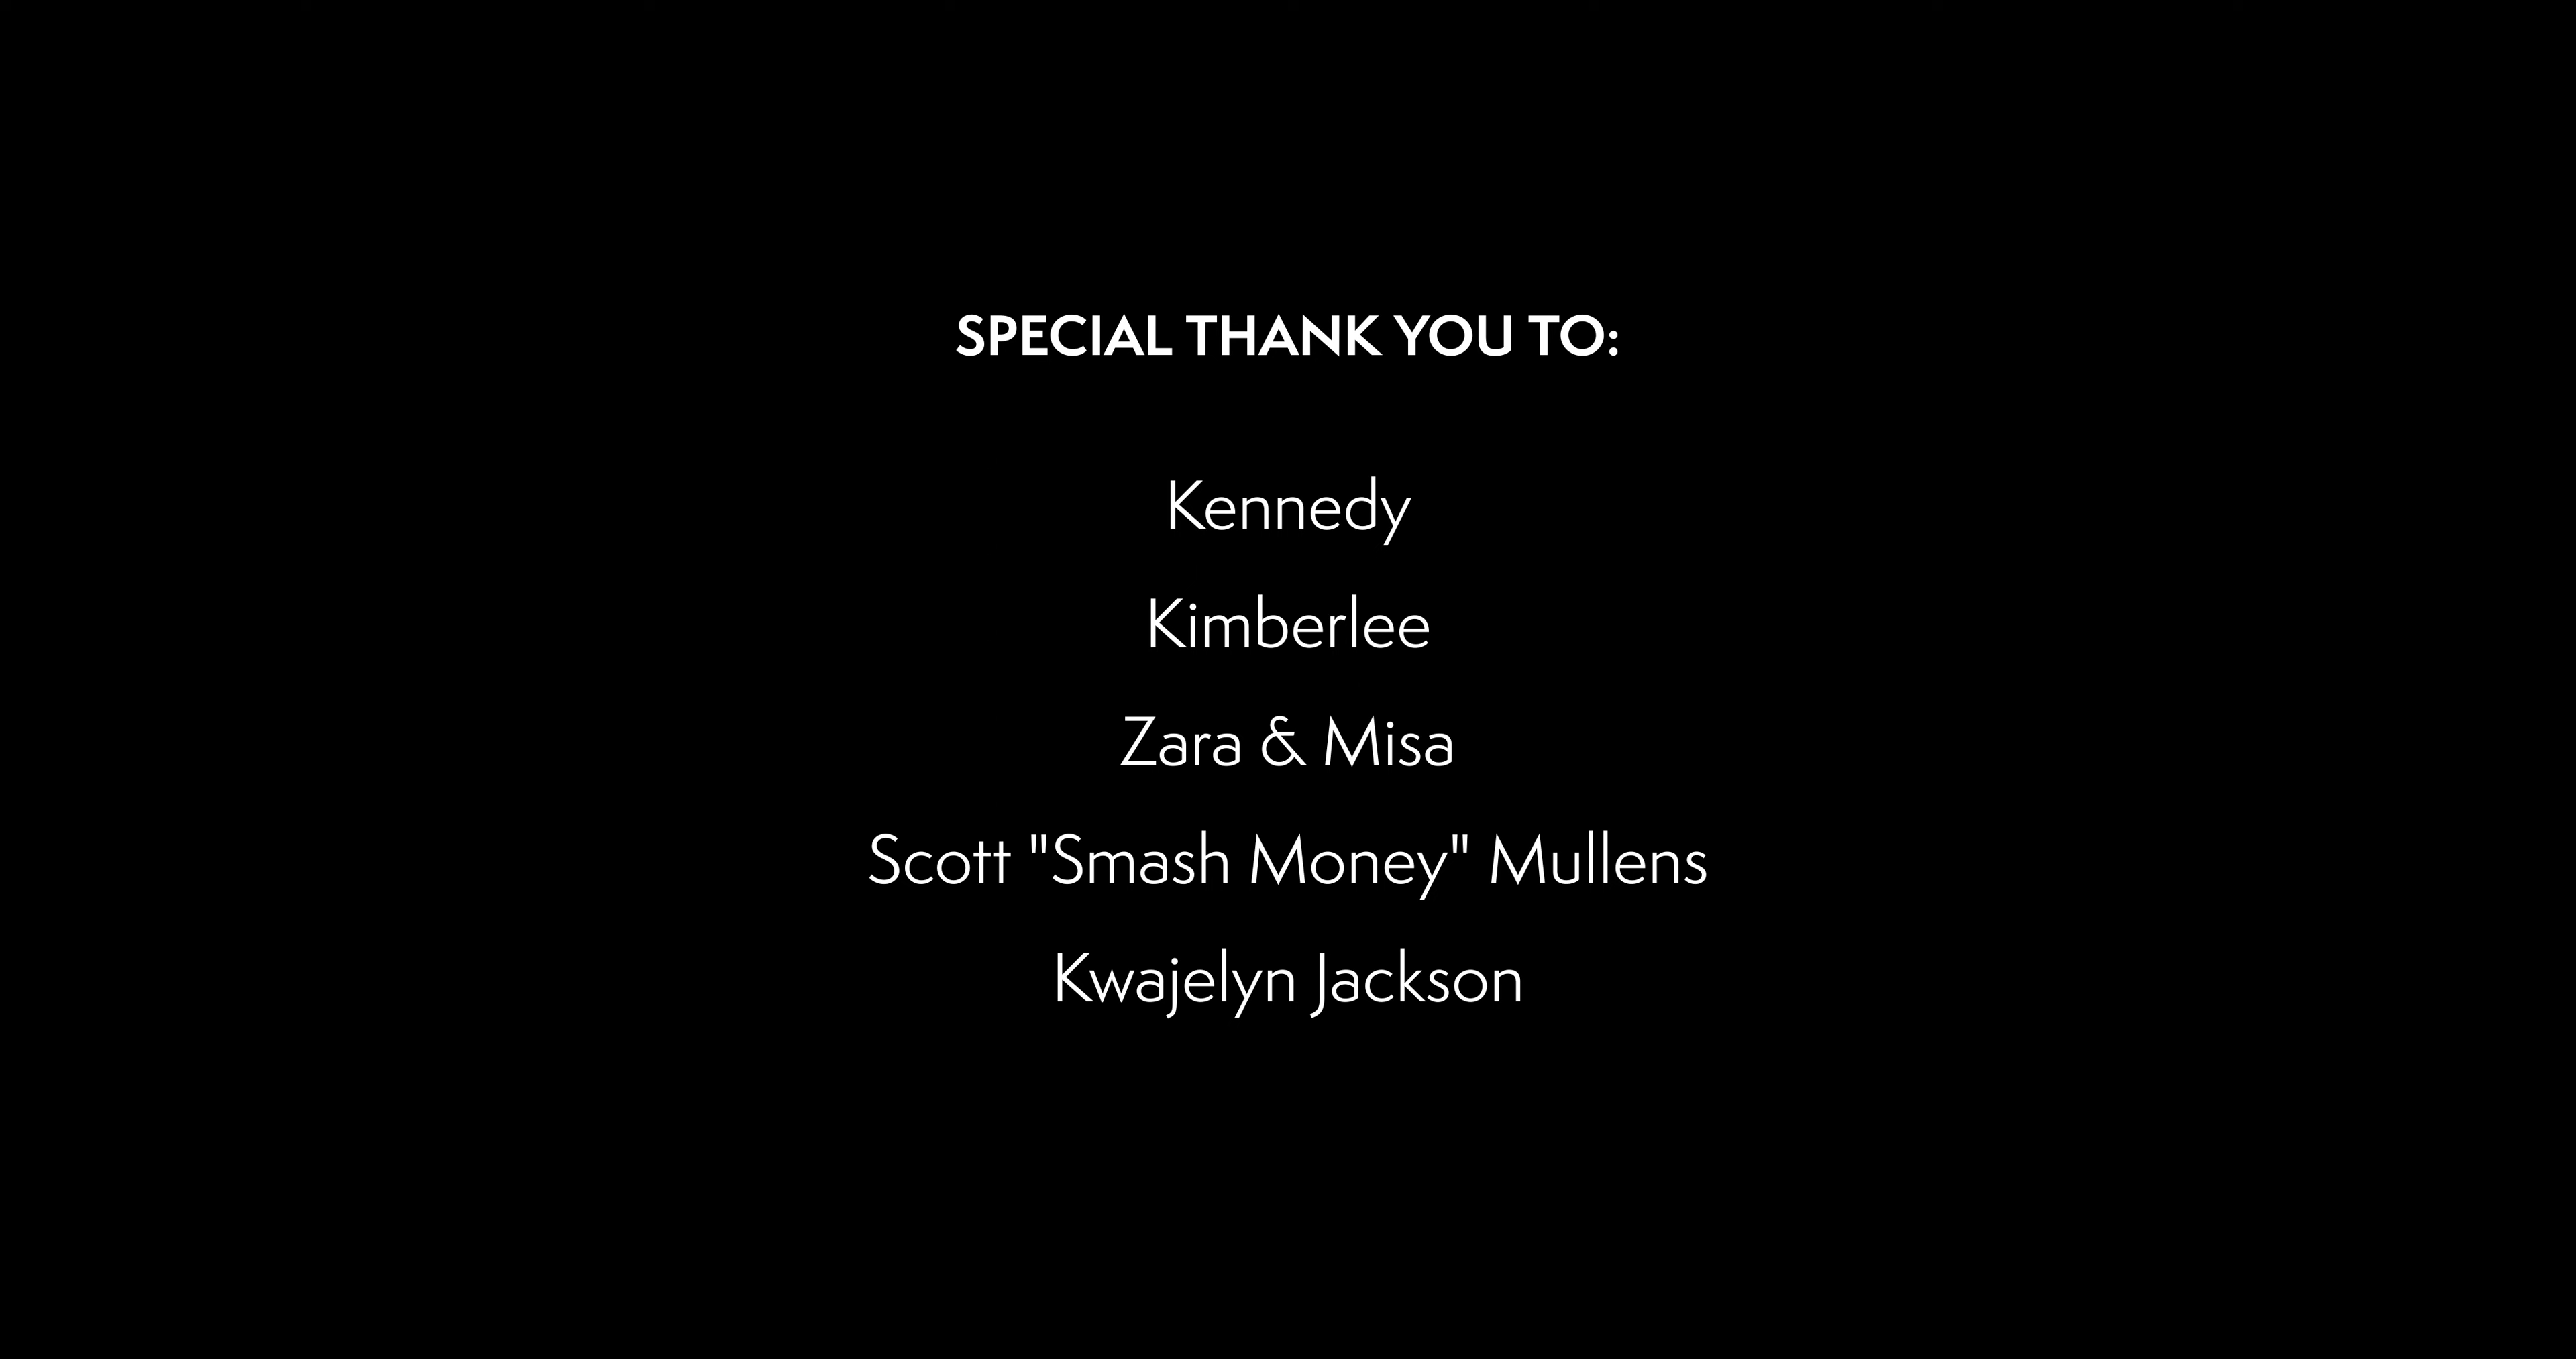 SPECIAL THANK YOU TO:
Kennedy
Kimberlee
Zara & Misa
Scott "Smash Money" Mullens
Kwajelyn Jackson